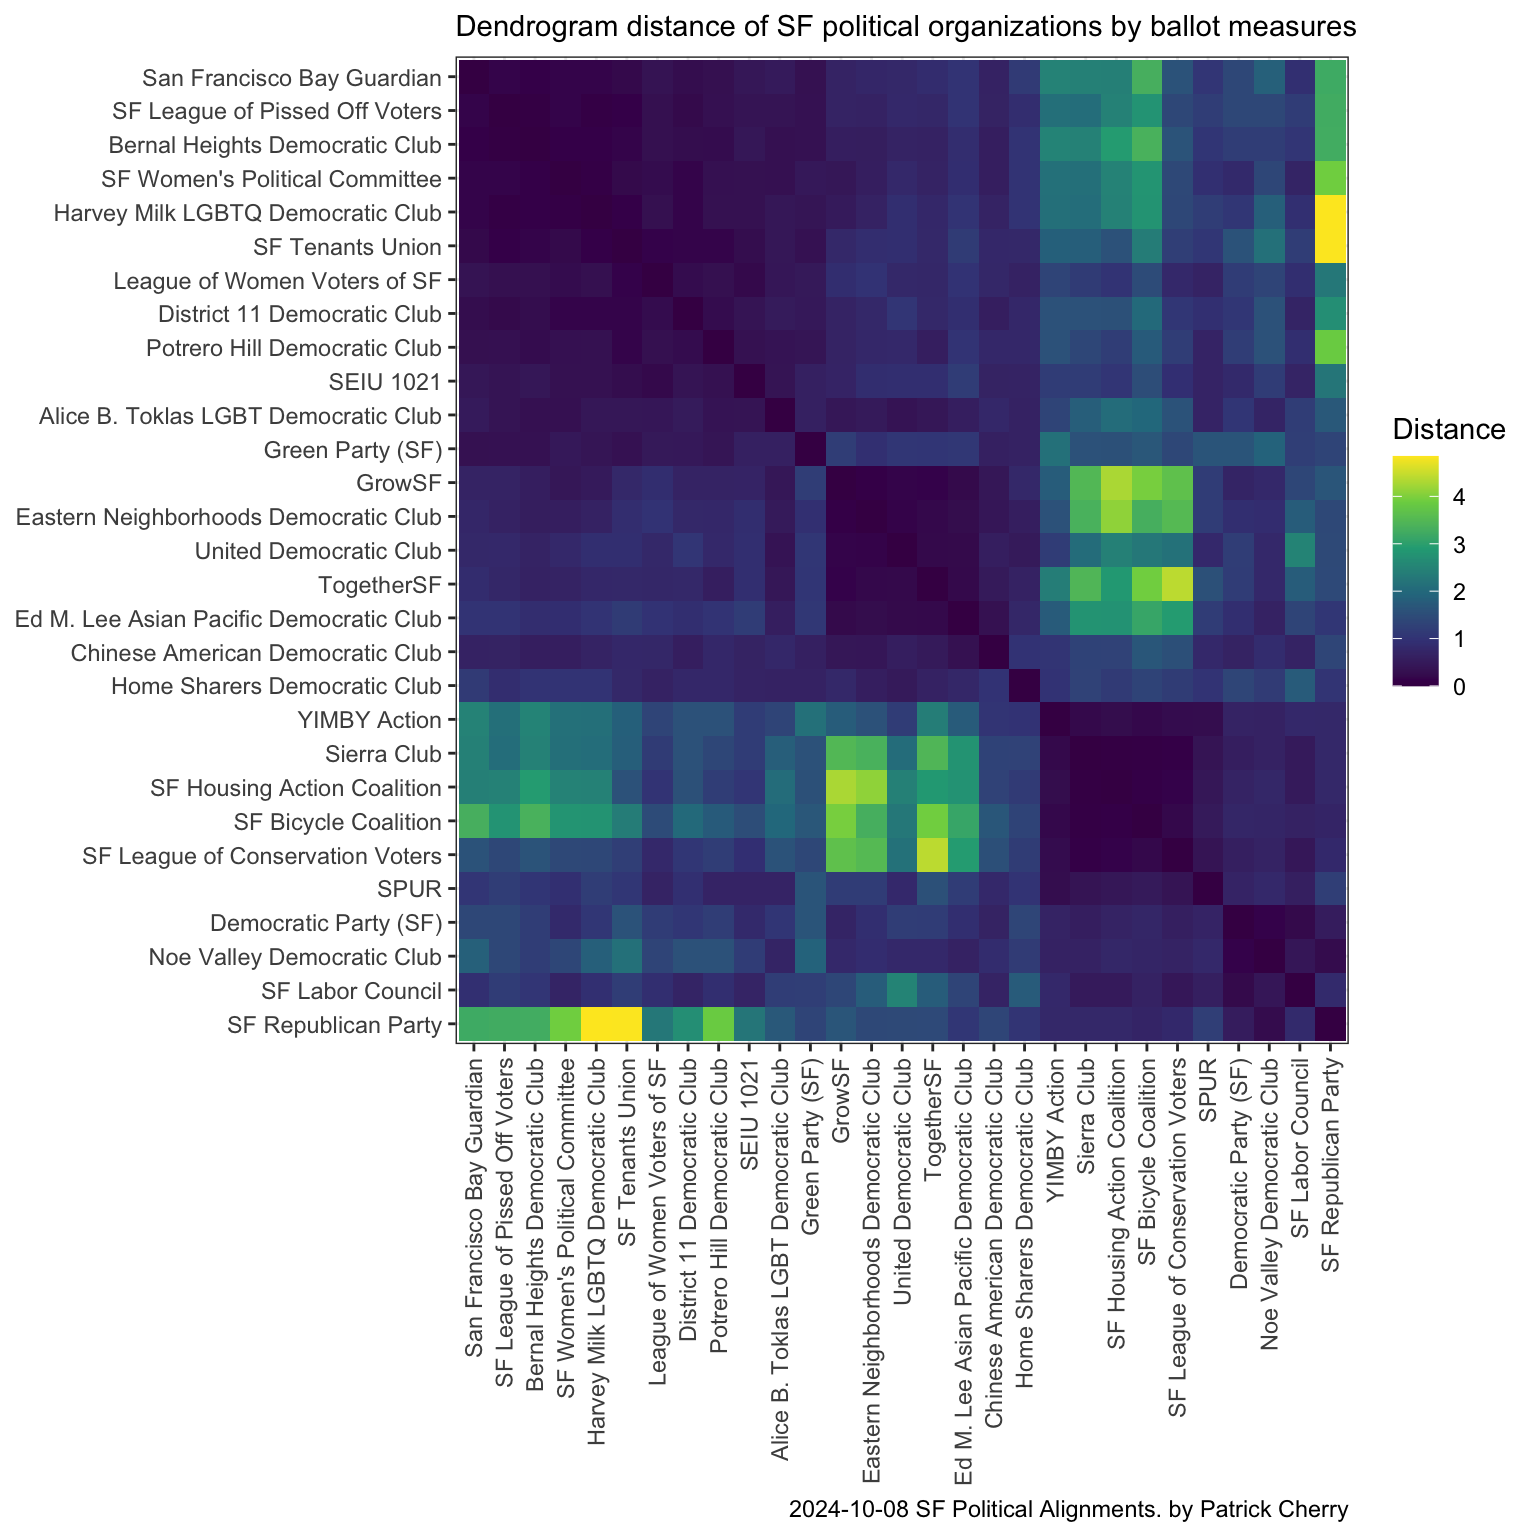 Dendrogram distance of SF political organizations by ballot measures
San Francisco Bay Guardian
SF League of Pissed Off Voters
Bernal Heights Democratic Club
SF Women's Political Committee
Harvey Milk LGBTQ Democratic Club
SF Tenants Union
League of Women Voters of SF
District 11 Democratic Club
Potrero Hill Democratic Club
SEIU 1021
Alice B. Toklas LGBT Democratic Club
Green Party (SF)
GrowSF
Eastern Neighborhoods Democratic Club
United Democratic Club
TogetherSF
Ed M. Lee Asian Pacific Democratic Club
Chinese American Democratic Club
Home Sharers Democratic Club
YIMBY Action
Sierra Club
SF Housing Action Coalition
SF Bicycle Coalition
SF League of Conservation Voters
SPUR
Democratic Party (SF)
Noe Valley Democratic Club
SF Labor Council
SF Republican Party
San Francisco Bay Guardian
SF League of Pissed Off Voters
Bernal Heights Democratic Club
SF Women's Political Committee
Harvey Milk LGBTQ Democratic Club
SF Tenants Union
League of Women Voters of SF
District 11 Democratic Club
Potrero Hill Democratic Club
SEIU 1021
Alice B. Toklas LGBT Democratic Club
Green Party (SF)
GrowSF
Eastern Neighborhoods Democratic Club
United Democratic Club
TogetherSF
Ed M. Lee Asian Pacific Democratic Club
Chinese American Democratic Club
Home Sharers Democratic Club
YIMBY Action
Sierra Club
SF Housing Action Coalition
SF Bicycle Coalition
SF League of Conservation Voters
SPUR
Democratic Party (SF)
Noe Valley Democratic Club
SF Labor Council
SF Republican Party
Distance
4
3
2
1
0
2024-10-08 SF Political Alignments. by Patrick Cherry